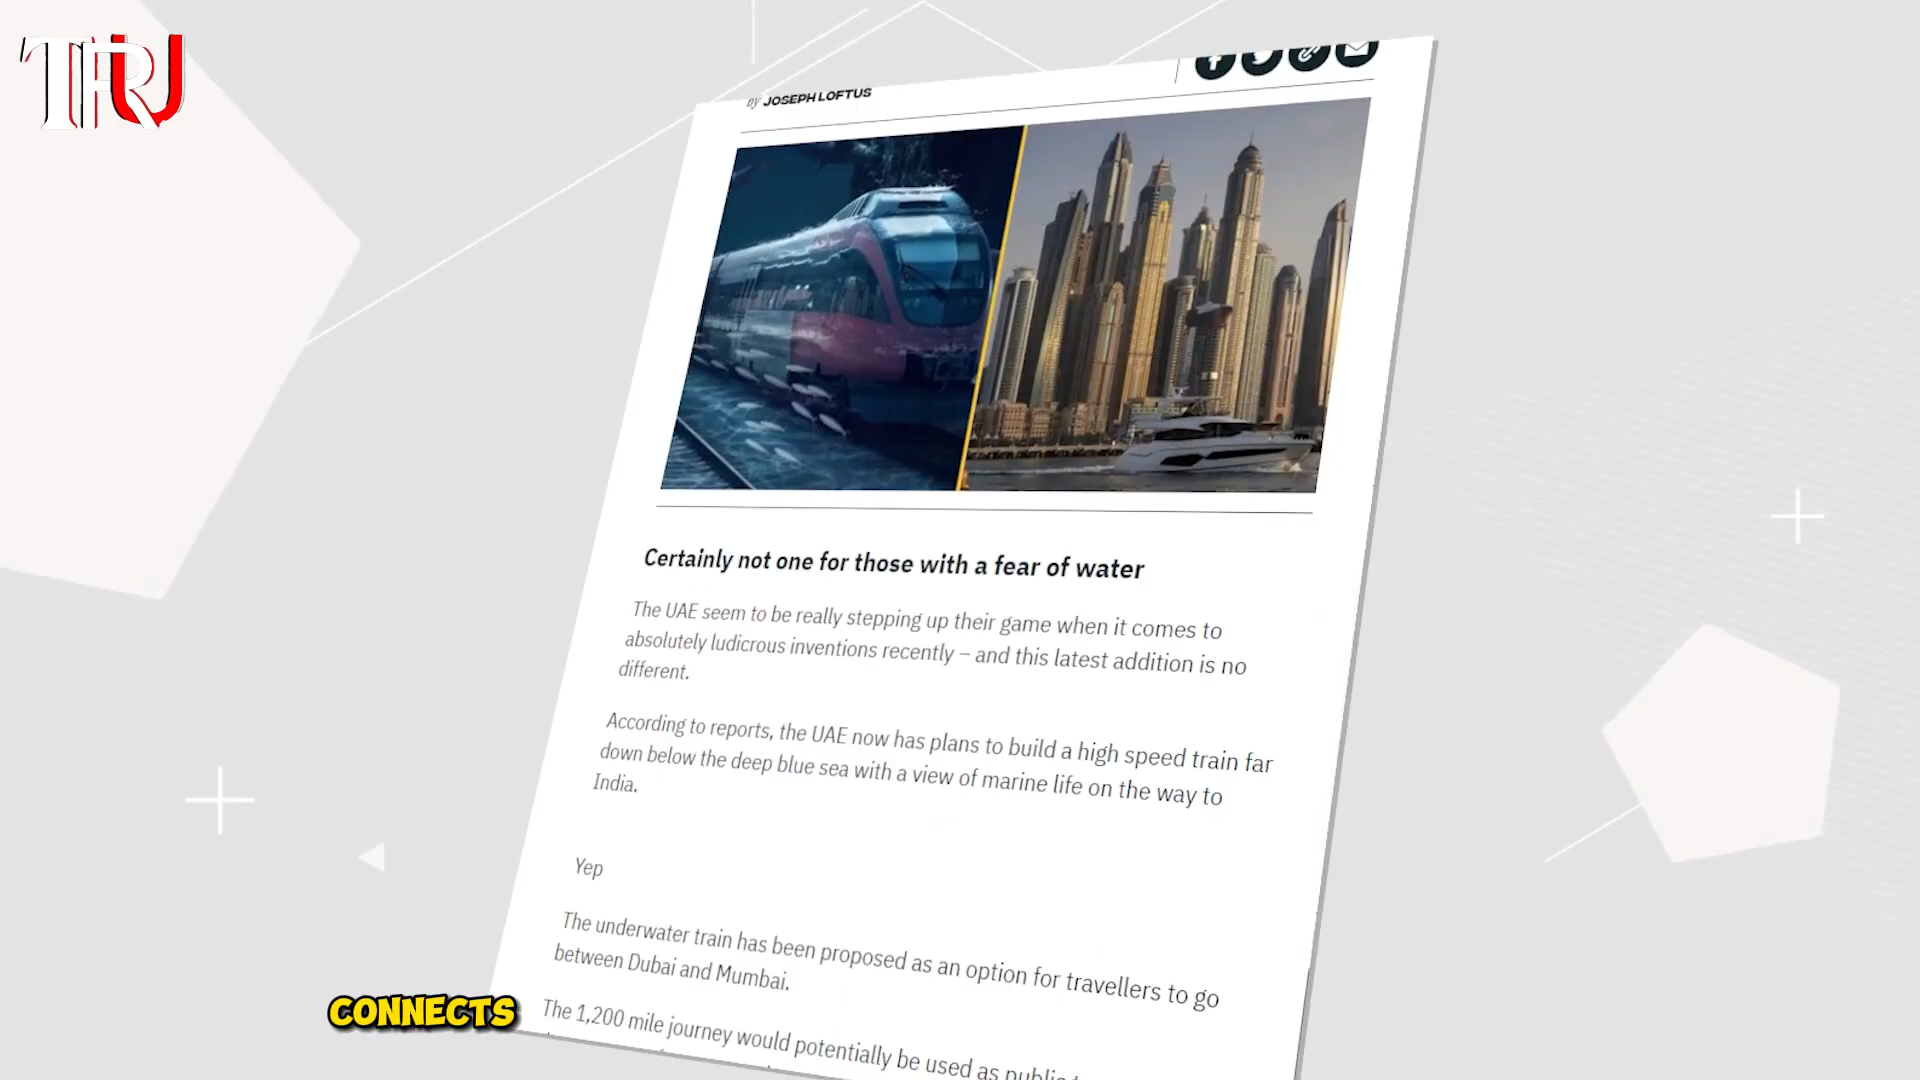 TRU
by JOSEPH LOFTUS
Certainly not one for those with a fear of water
The UAE seem to be really stepping up their game when it comes to
absolutely ludicrous inventions recently – and this latest addition is no
different.
According to reports, the UAE now has plans to build a high speed train far
down below the deep blue sea with a view of marine life on the way to
India.
Yep
The underwater train has been proposed as an option for travellers to go
between Dubai and Mumbai.
The 1,200 mile journey would potentially be used as public
CONNECTS